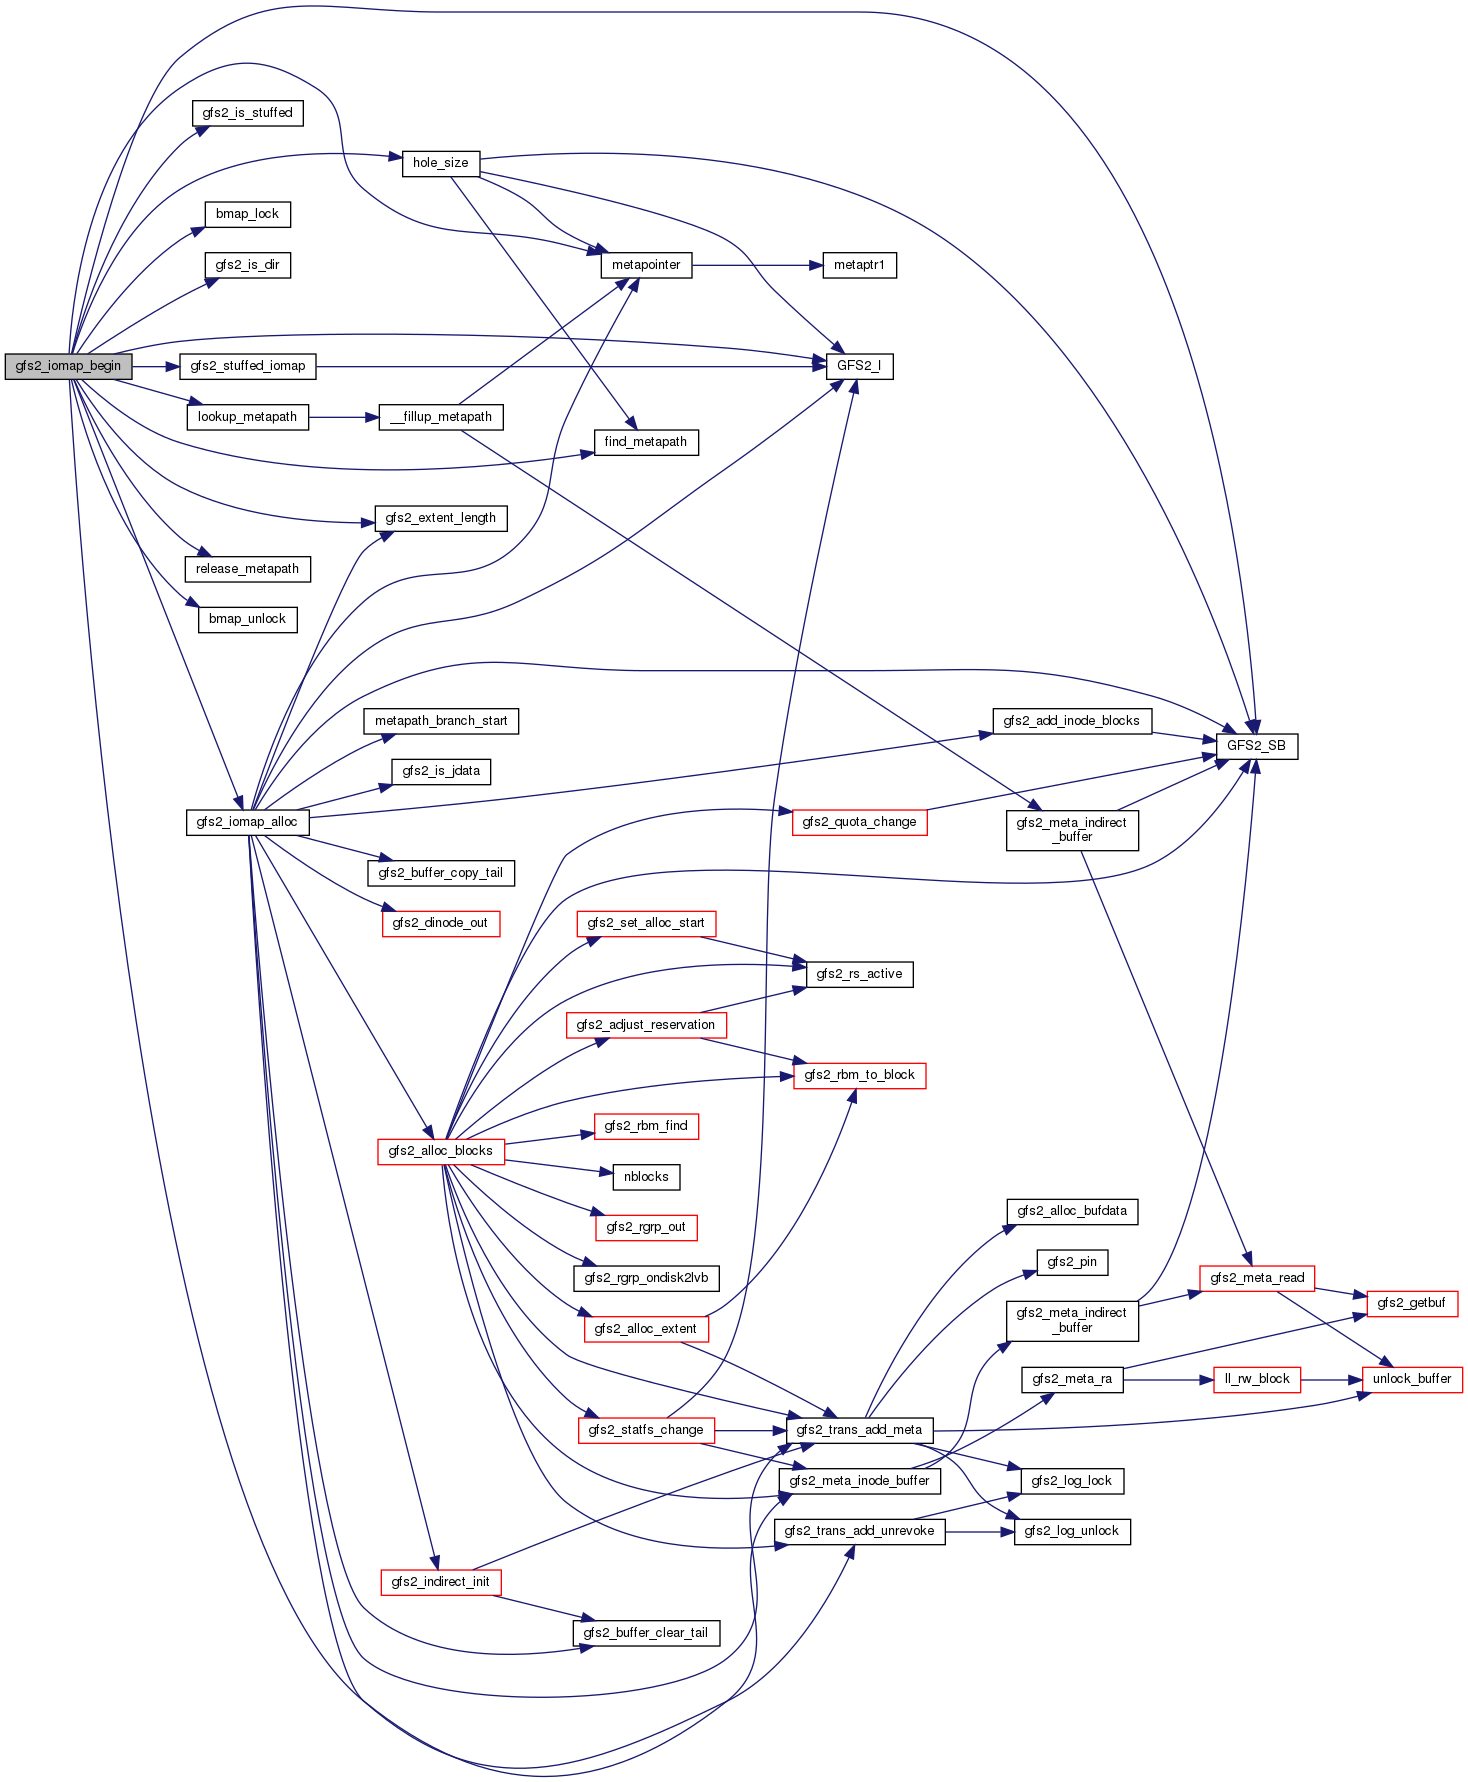 gfs2_is_stuffed
hole_size
bmap_lock
gfs2_is_dir
metapointer
metaptr1
gfs2_iomap_begin
gfs2_stuffed_iomap
GFS2_I
lookup_metapath
__fillup_metapath
find_metapath
gfs2_extent_length
release_metapath
bmap_unlock
metapath_branch_start
gfs2_add_inode_blocks
GFS2_SB
gfs2_is_jdata
gfs2_iomap_alloc
gfs2_quota_change
gfs2_meta_indirect
_buffer
gfs2_buffer_copy_tail
gfs2_dinode_out
gfs2_set_alloc_start
gfs2_rs_active
gfs2_adjust_reservation
gfs2_rbm_to_block
gfs2_rbm_find
gfs2_alloc_blocks
nblocks
gfs2_alloc_bufdata
gfs2_rgrp_out
gfs2_pin
gfs2_rgrp_ondisk2lvb
gfs2_meta_read
gfs2_getbuf
gfs2_meta_indirect
_buffer
gfs2_alloc_extent
gfs2_meta_ra
ll_rw_block
unlock_buffer
gfs2_statfs_change
gfs2_trans_add_meta
gfs2_meta_inode_buffer
gfs2_log_lock
gfs2_trans_add_unrevoke
gfs2_log_unlock
gfs2_indirect_init
gfs2_buffer_clear_tail